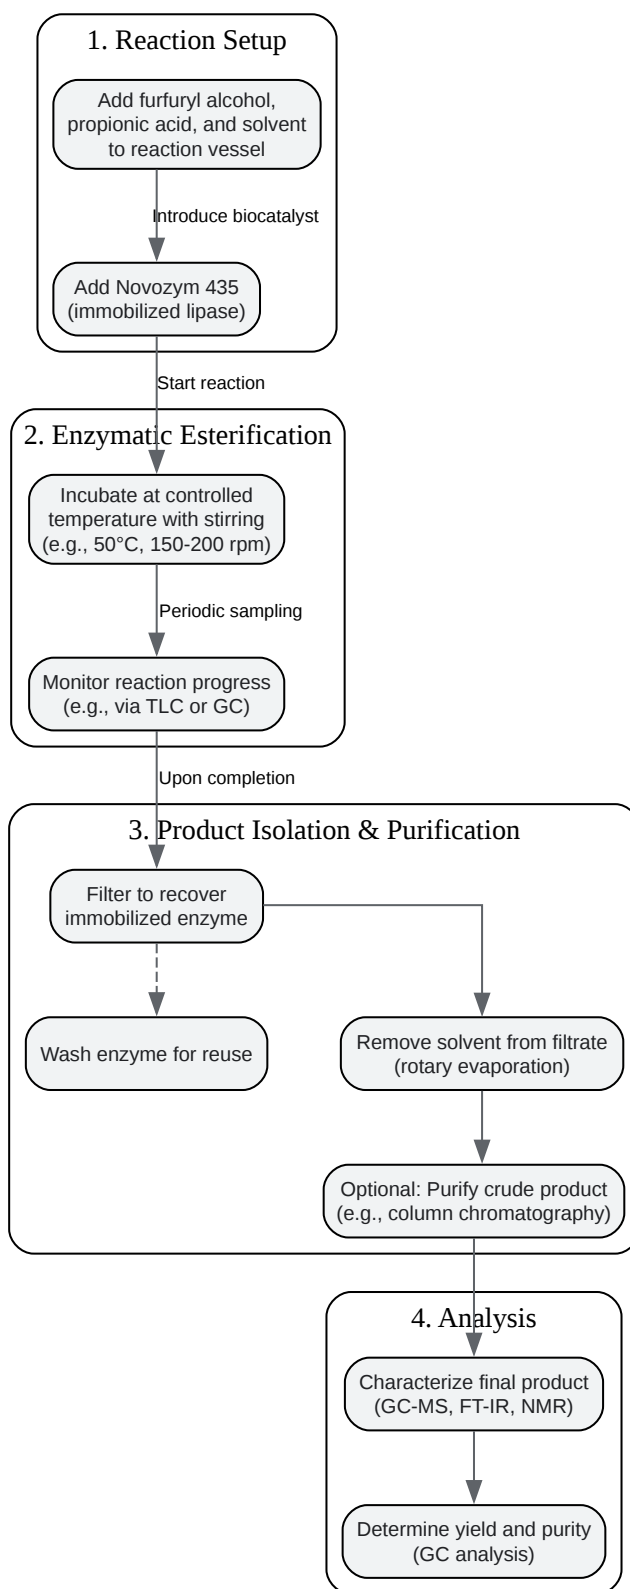 1. Reaction Setup
Add furfuryl alcohol,
propionic acid, and solvent
to reaction vessel
Introduce biocatalyst
Add Novozym 435
(immobilized lipase)
Start reaction
2. Enzymatic Esterification
Incubate at controlled
temperature with stirring
(e.g., 50°C, 150-200 rpm)
Periodic sampling
Monitor reaction progress
(e.g., via TLC or GC)
Upon completion
3. Product Isolation & Purification
Filter to recover
immobilized enzyme
Wash enzyme for reuse
Remove solvent from filtrate
(rotary evaporation)
Optional: Purify crude product
(e.g., column chromatography)
4. Analysis
Characterize final product
(GC-MS, FT-IR, NMR)
Determine yield and purity
(GC analysis)